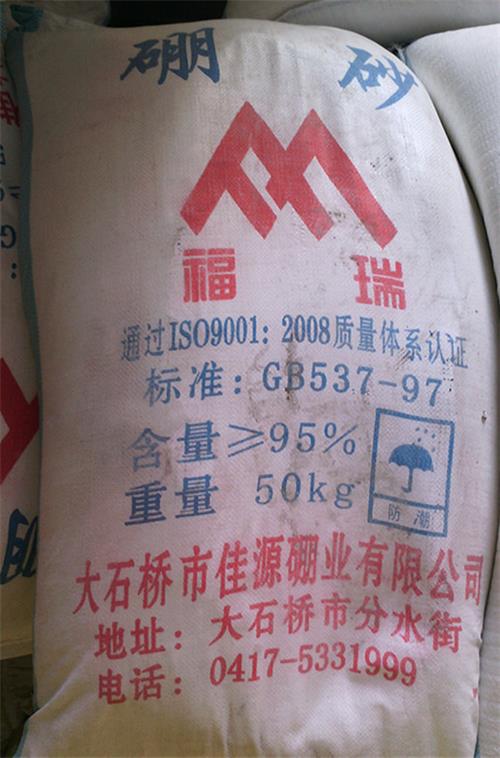 硼 砂
福 瑞
通过ISO9001：2008质量体系认证
标准：GB537-97
含量≥95%
重量 50kg
防 潮
大石桥市佳源硼业有限公司
地址：大石桥市分水街
电话：0417-5331999